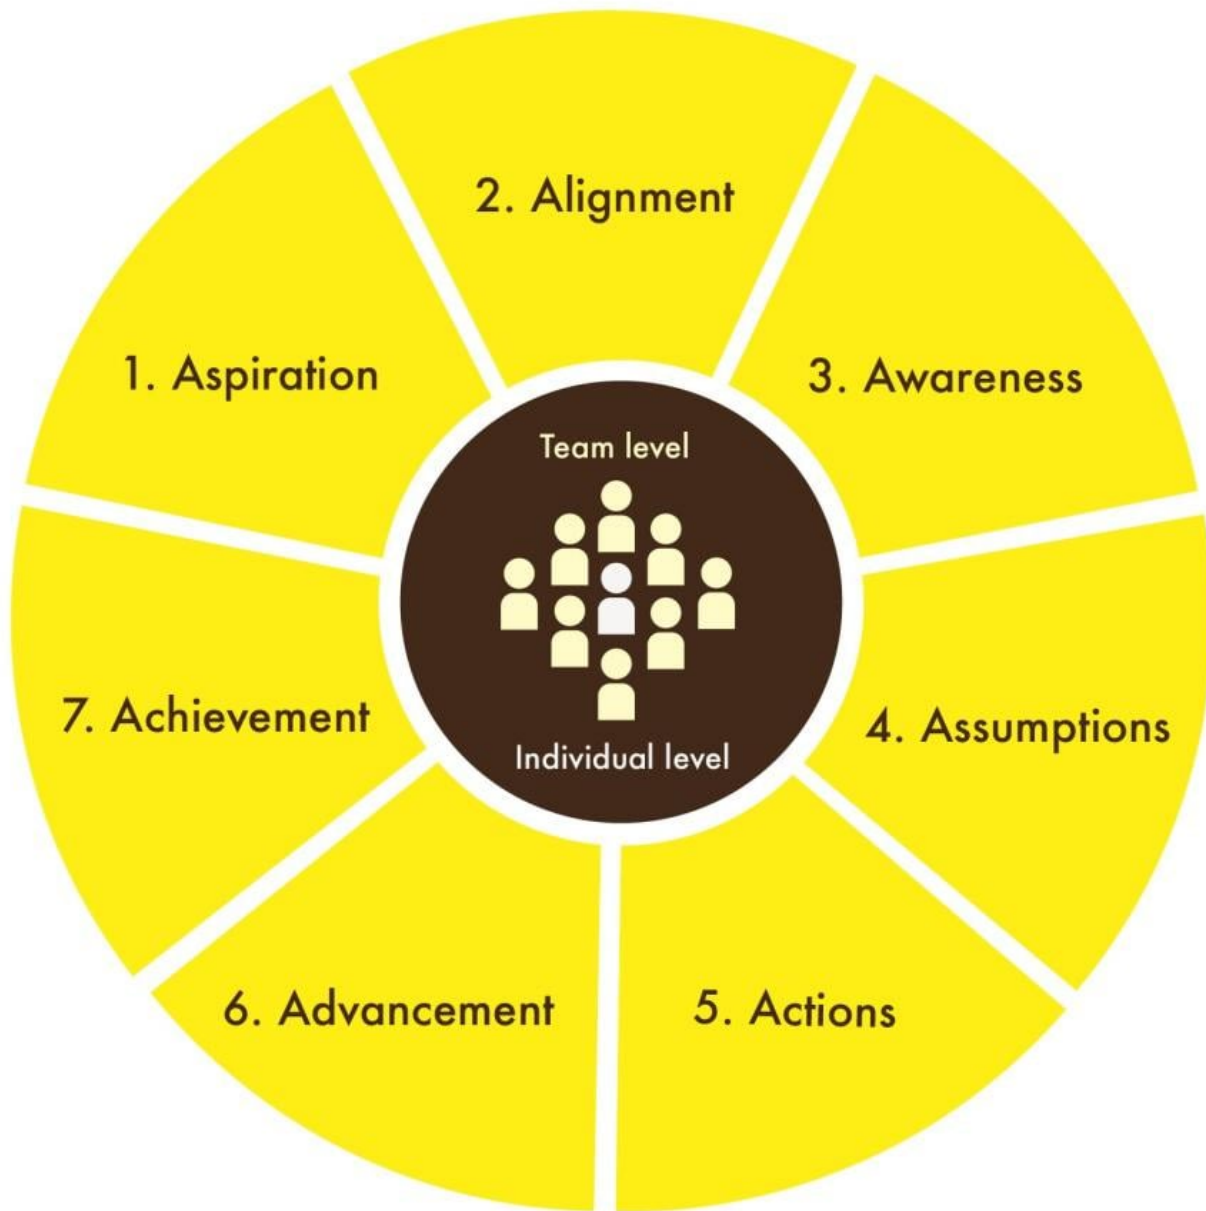 1. Aspiration
2. Alignment
3. Awareness
4. Assumptions
5. Actions
6. Advancement
7. Achievement
Team level
Individual level